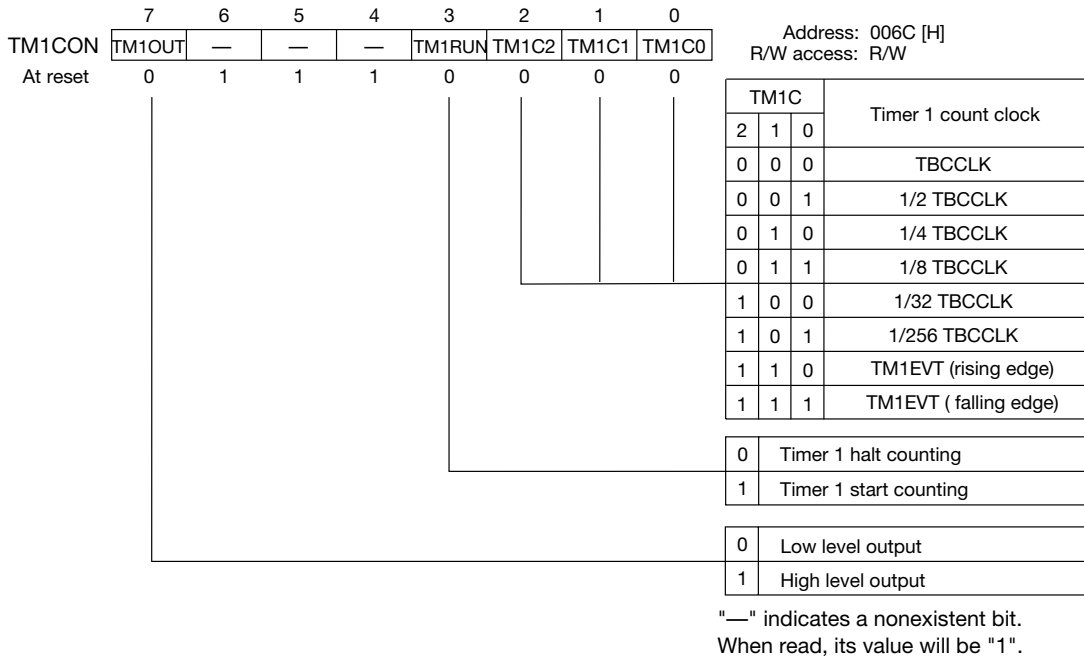 7 6 5 4 3 2 1 0
TM1CON TM1OUT — — — TM1RUN TM1C2 TM1C1 TM1C0
At reset 0 1 1 1 0 0 0 0
Address: 006C [H]
R/W access: R/W
TM1C Timer 1 count clock
2 1 0
0 0 0 TBCCLK
0 0 1 1/2 TBCCLK
0 1 0 1/4 TBCCLK
0 1 1 1/8 TBCCLK
1 0 0 1/32 TBCCLK
1 0 1 1/256 TBCCLK
1 1 0 TM1EVT (rising edge)
1 1 1 TM1EVT ( falling edge)
0 Timer 1 halt counting
1 Timer 1 start counting
0 Low level output
1 High level output
"—" indicates a nonexistent bit.
When read, its value will be "1".